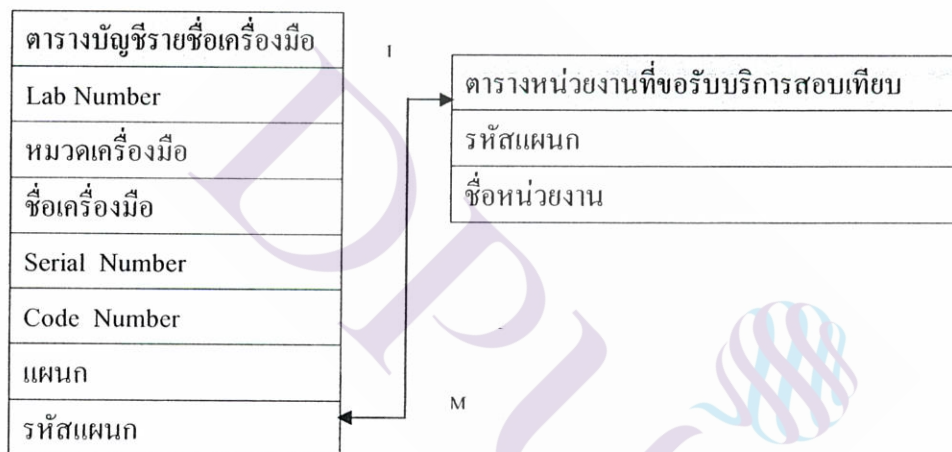 ตารางบัญชีรายชื่อเครื่องมือ
Lab Number
หมวดเครื่องมือ
ชื่อเครื่องมือ
Serial Number
Code Number
แผนก
รหัสแผนก
1
ตารางหน่วยงานที่ขอรับบริการสอบเทียบ
รหัสแผนก
ชื่อหน่วยงาน
M
DPU